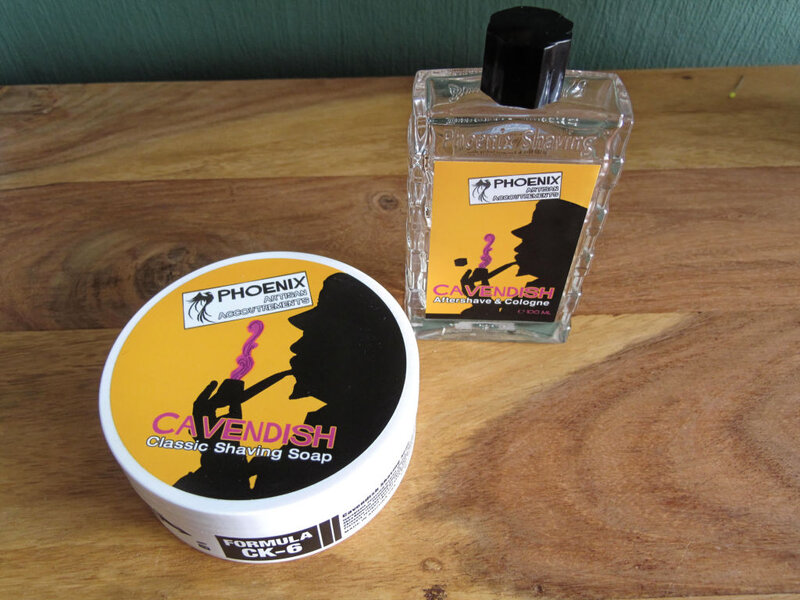 PHOENIX
ARTISAN
ACCOUTREMENTS
CAVENDISH
Classic Shaving Soap
FORMULA
CK-6
Phoenix Shaving
PHOENIX
ARTISAN
ACCOUTREMENTS
CAVENDISH
Aftershave & Cologne
100 ML